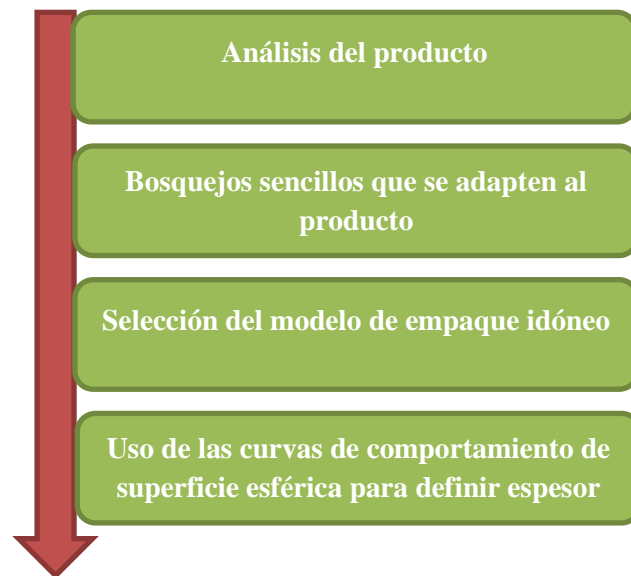 Análisis del producto
Bosquejos sencillos que se adapten al
producto
Selección del modelo de empaque idóneo
Uso de las curvas de comportamiento de
superficie esférica para definir espesor